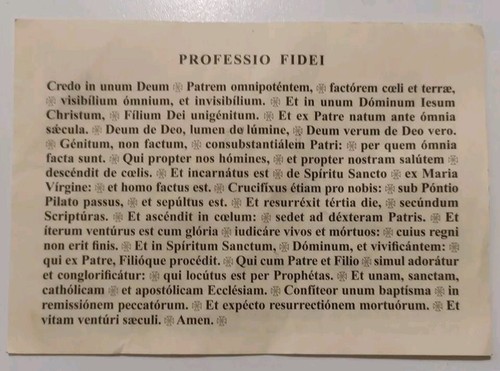 PROFESSIO FIDEI
Credo in unum Deum ❊ Patrem omnipoténtem, ❊ factórem cœli et terræ,
❊ visibílium ómnium, et invisibílium. ❊ Et in unum Dóminum Iesum
Christum, ❊ Fílium Dei unigénitum. ❊ Et ex Patre natum ante ómnia
sǽcula. ❊ Deum de Deo, lumen de lúmine, ❊ Deum verum de Deo vero.
❊ Génitum, non factum, ❊ consubstantiálem Patri: ❊ per quem ómnia
facta sunt. ❊ Qui propter nos hómines, ❊ et propter nostram salútem ❊
descéndit de cœlis. ❊ Et incarnátus est ❊ de Spíritu Sancto ❊ ex María
Vírgine: ❊ et homo factus est. ❊ Crucifíxus étiam pro nobis: ❊ sub Póntio
Piláto passus, ❊ et sepúltus est. ❊ Et resurréxit tértia die, ❊ secúndum
Scriptúras. ❊ Et ascéndit in cœlum: ❊ sedet ad déxteram Patris. ❊ Et
íterum ventúrus est cum glória ❊ iudicáre vivos et mórtuos: ❊ cuius regni
non erit finis. ❊ Et in Spíritum Sanctum, ❊ Dóminum, et vivificántem: ❊
qui ex Patre, Filióque procédit. ❊ Qui cum Patre et Filio ❊ simul adorátur
et conglorificátur: ❊ qui locútus est per Prophétas. ❊ Et unam, sanctam,
cathólicam ❊ et apostólicam Ecclésiam. ❊ Confíteor unum baptísma ❊ in
remissiónem peccatórum. ❊ Et expécto resurrectiónem mortuórum. ❊ Et
vitam ventúri sæculi. ❊ Amen. ❊